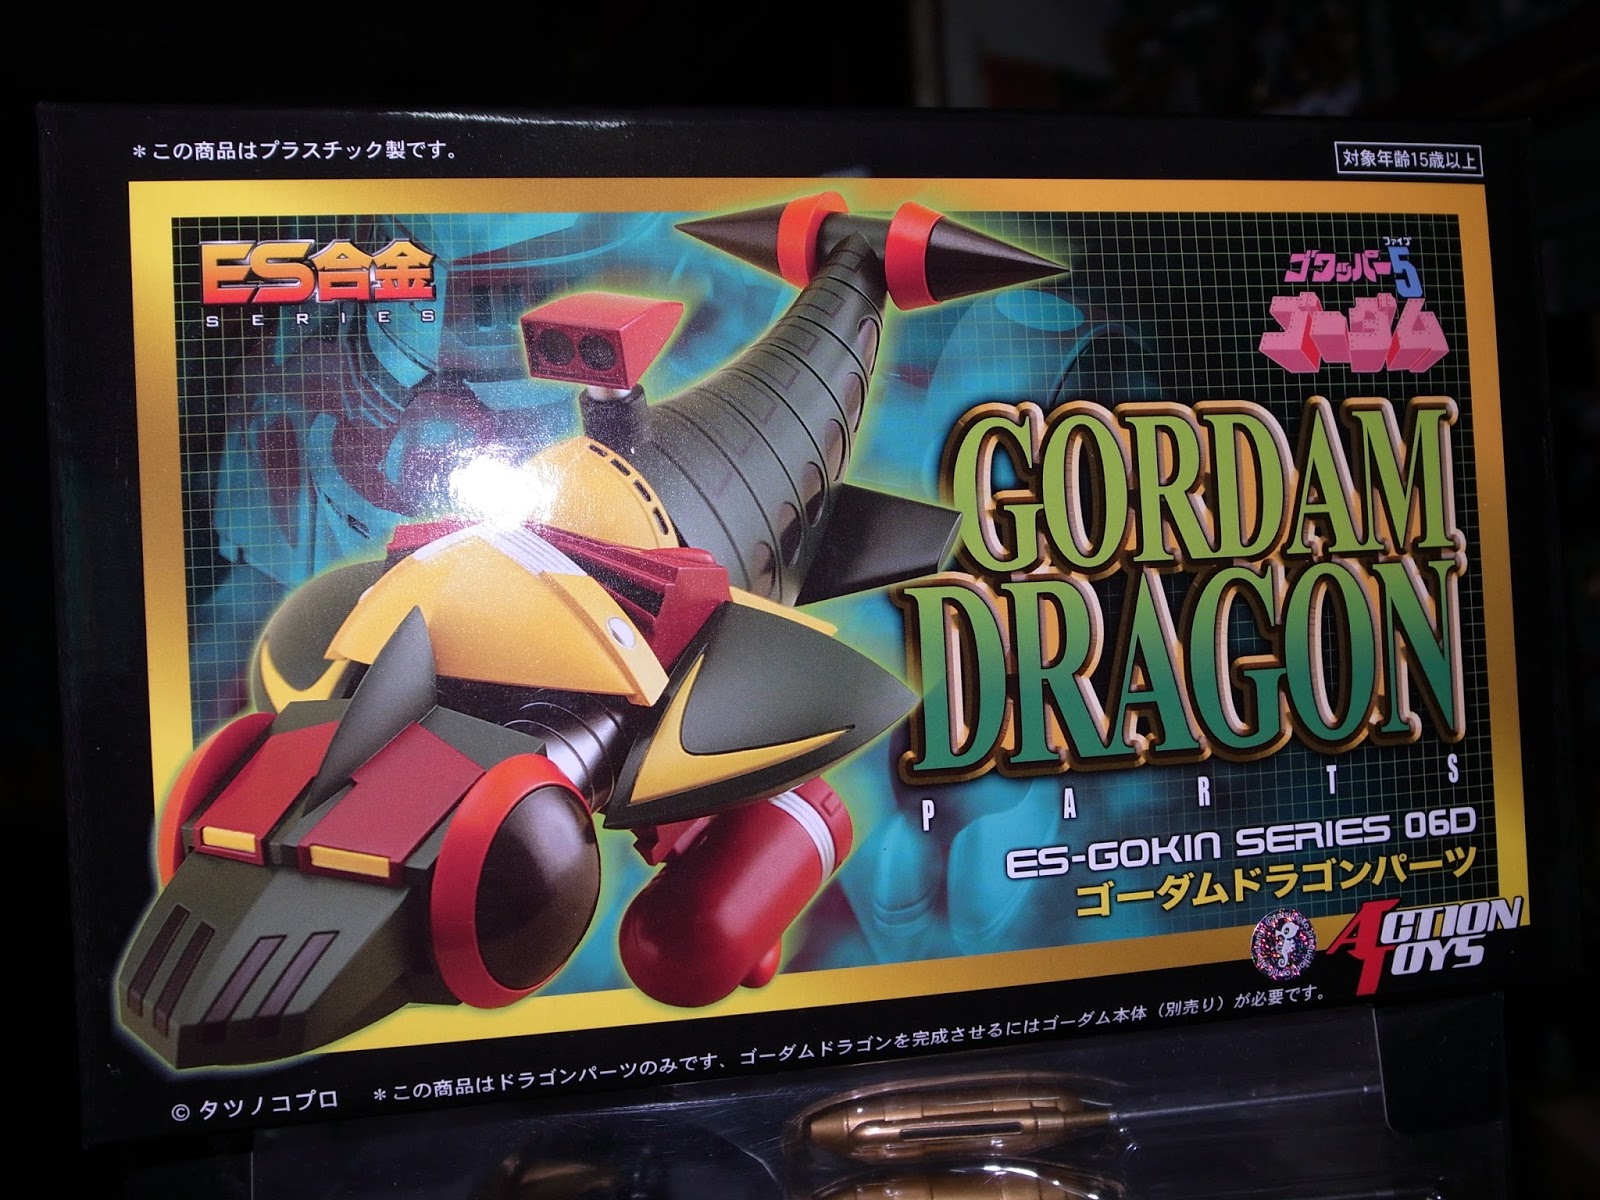 ＊この商品はプラスチック製です。
対象年齢15歳以上
ES合金
SERIES
ファイブ
ゴワッパー5
ゴーダム
GORDAM
DRAGON
PARTS
ES-GOKIN SERIES 06D
ゴーダムドラゴンパーツ
ACTION
TOYS
©タツノコプロ ＊この商品はドラゴンパーツのみです、ゴーダムドラゴンを完成させるにはゴーダム本体（別売り）が必要です。